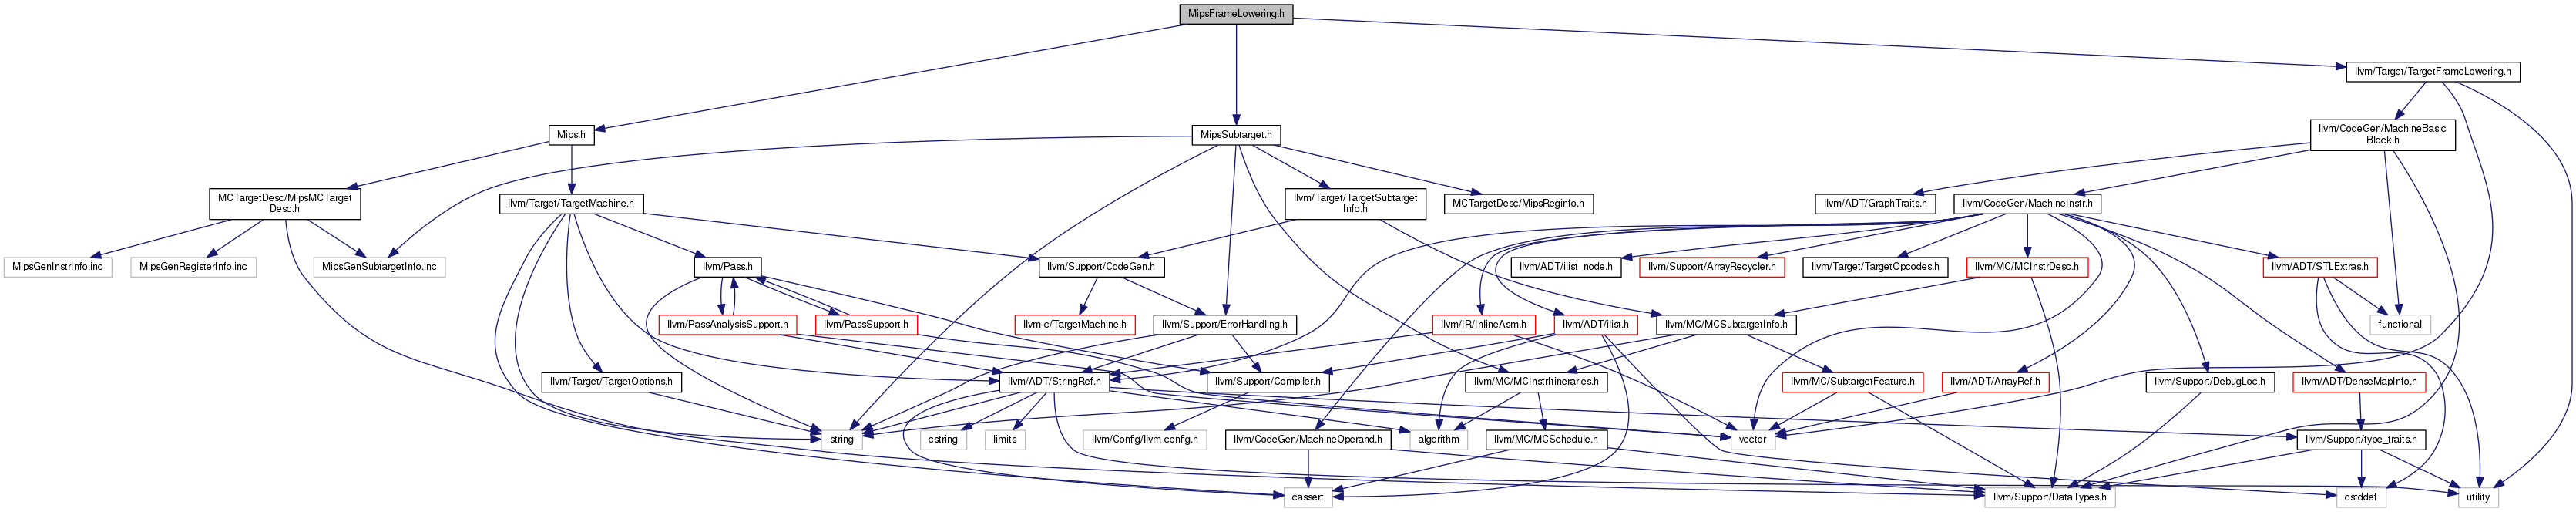 MipsFrameLowering.h
llvm/Target/TargetFrameLowering.h
Mips.h
MipsSubtarget.h
llvm/CodeGen/MachineBasic
Block.h
MCTargetDesc/MipsMCTarget
Desc.h
llvm/Target/TargetMachine.h
llvm/Target/TargetSubtarget
Info.h
MCTargetDesc/MipsReginfo.h
llvm/ADT/GraphTraits.h
llvm/CodeGen/MachineInstr.h
MipsGenInstrInfo.inc
MipsGenRegisterInfo.inc
MipsGenSubtargetInfo.inc
llvm/Pass.h
llvm/Support/CodeGen.h
llvm/ADT/ilist_node.h
llvm/Support/ArrayRecycler.h
llvm/Target/TargetOpcodes.h
llvm/MC/MCInstrDesc.h
llvm/ADT/STLExtras.h
llvm/PassAnalysisSupport.h
llvm/PassSupport.h
llvm-c/TargetMachine.h
llvm/Support/ErrorHandling.h
llvm/IR/InlineAsm.h
llvm/ADT/ilist.h
llvm/MC/MCSubtargetInfo.h
functional
llvm/Target/TargetOptions.h
llvm/ADT/StringRef.h
llvm/Support/Compiler.h
llvm/MC/MCInstrItineraries.h
llvm/MC/SubtargetFeature.h
llvm/ADT/ArrayRef.h
llvm/Support/DebugLoc.h
llvm/ADT/DenseMapInfo.h
string
cstring
limits
llvm/Config/llvm-config.h
llvm/CodeGen/MachineOperand.h
algorithm
llvm/MC/MCSchedule.h
vector
llvm/Support/type_traits.h
cassert
llvm/Support/DataTypes.h
cstddef
utility